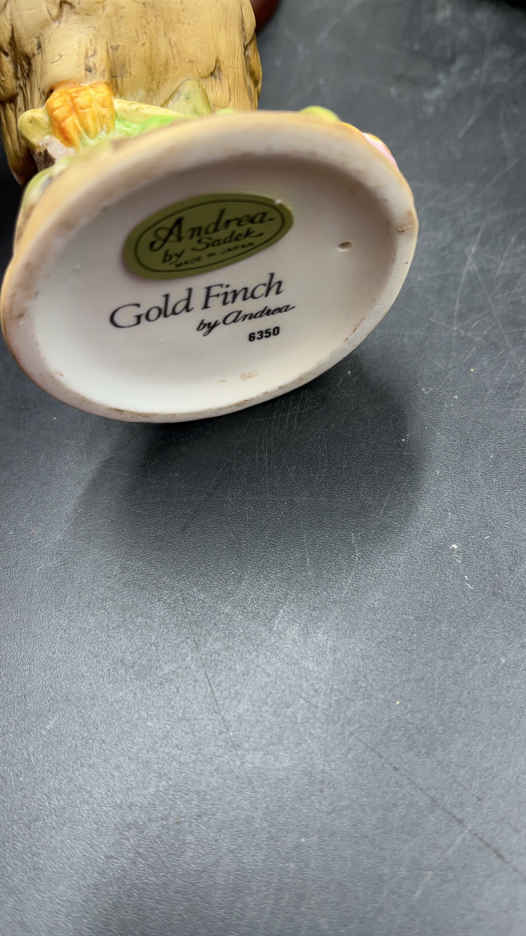 Andrea
by Sadek
MADE IN JAPAN
Gold Finch
by Andrea
6350